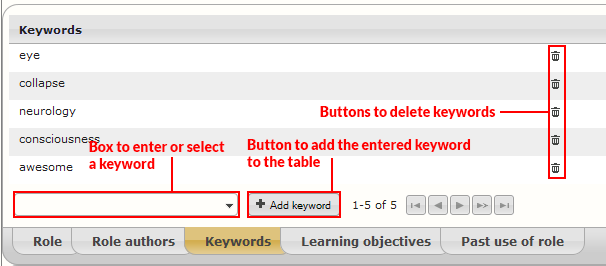 Keywords
eye
collapse
neurology
Buttons to delete keywords
consciousness
Box to enter or select
a keyword
Button to add the entered keyword
to the table
awesome
Add keyword
1-5 of 5
Role
Role authors
Keywords
Learning objectives
Past use of role